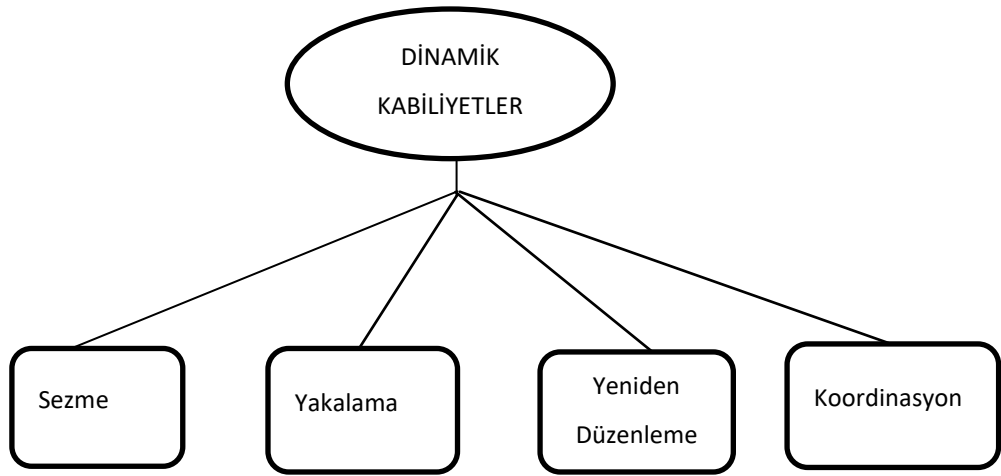 DİNAMİK
KABİLİYETLER
Sezme
Yakalama
Yeniden
Düzenleme
Koordinasyon